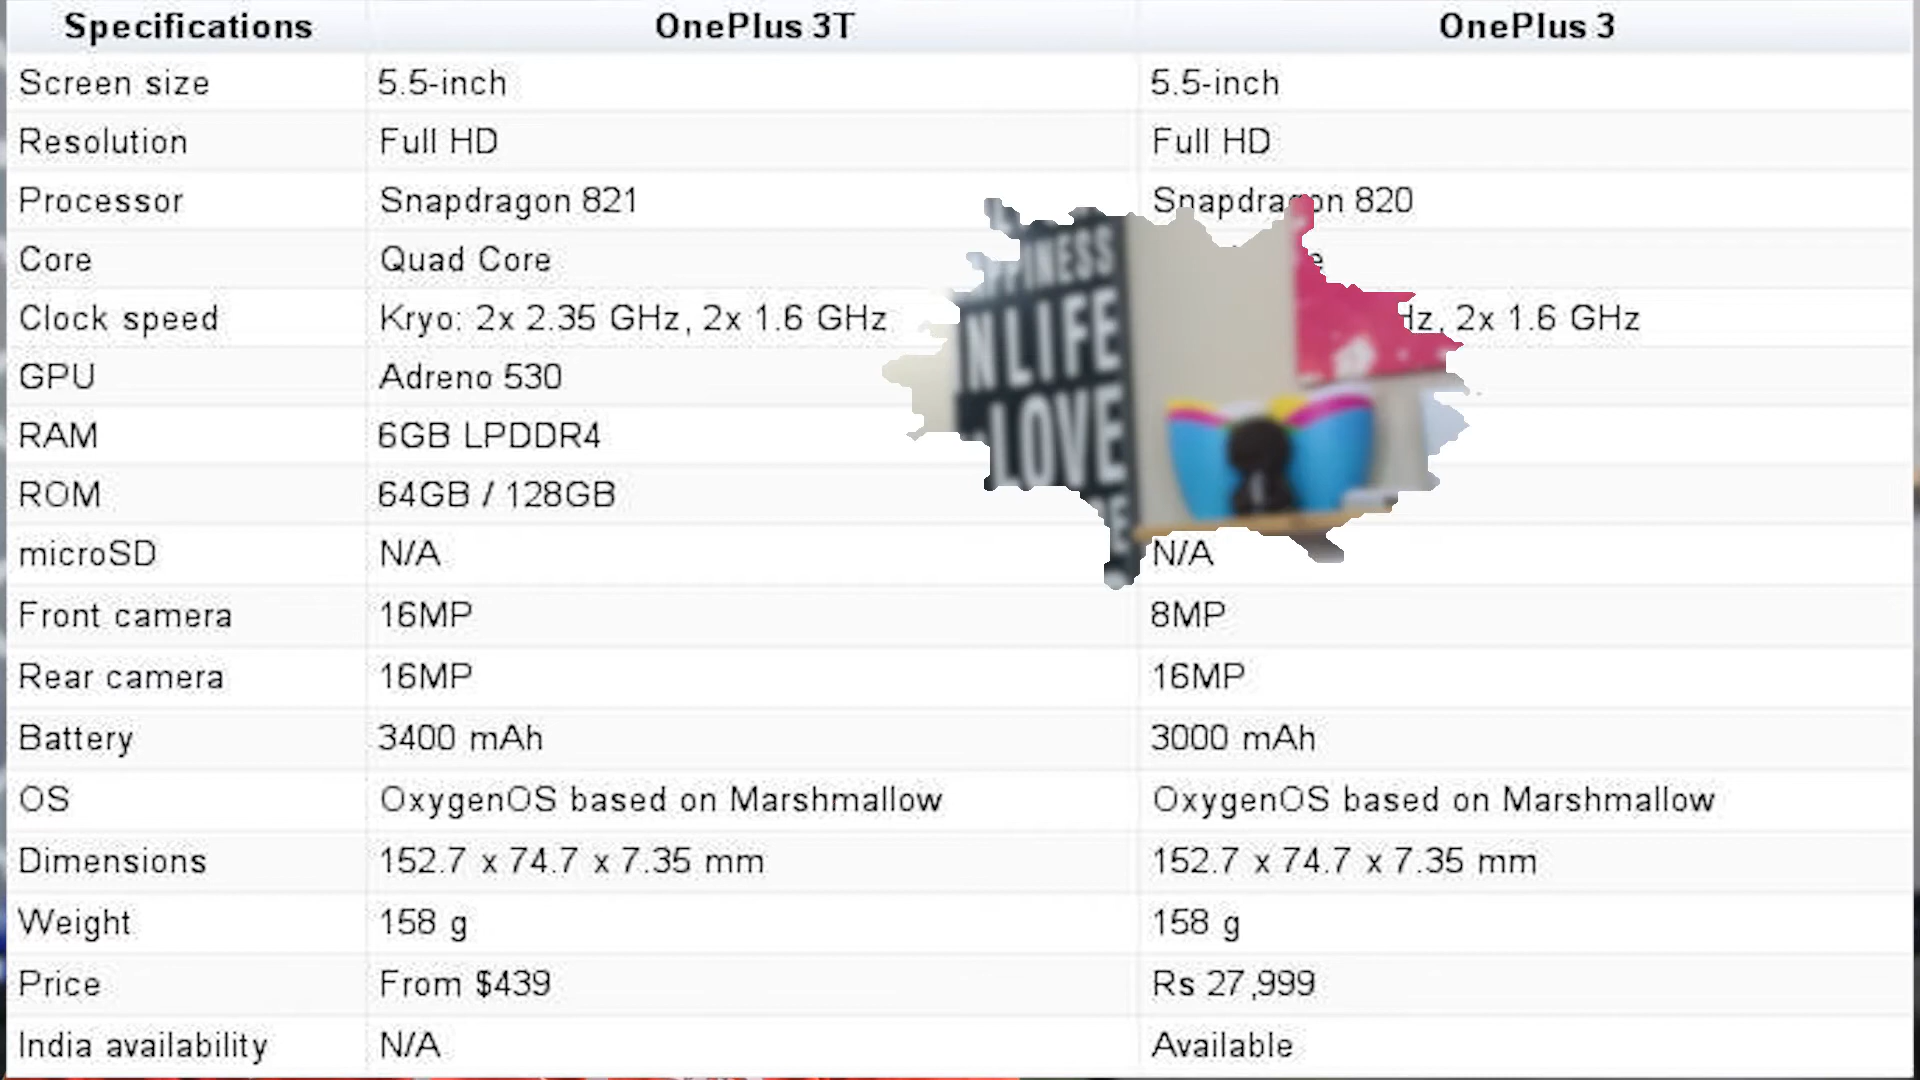 Specifications OnePlus 3T OnePlus 3
Screen size 5.5-inch 5.5-inch
Resolution Full HD Full HD
Processor Snapdragon 821 Snapdragon 820
Core Quad Core
Clock speed Kryo: 2x 2.35 GHz, 2x 1.6 GHz 2x 1.6 GHz
GPU Adreno 530
RAM 6GB LPDDR4
ROM 64GB / 128GB
microSD N/A N/A
Front camera 16MP 8MP
Rear camera 16MP 16MP
Battery 3400 mAh 3000 mAh
OS OxygenOS based on Marshmallow OxygenOS based on Marshmallow
Dimensions 152.7 x 74.7 x 7.35 mm 152.7 x 74.7 x 7.35 mm
Weight 158 g 158 g
Price From $439 Rs 27,999
India availability N/A Available
LIFE
LOVE